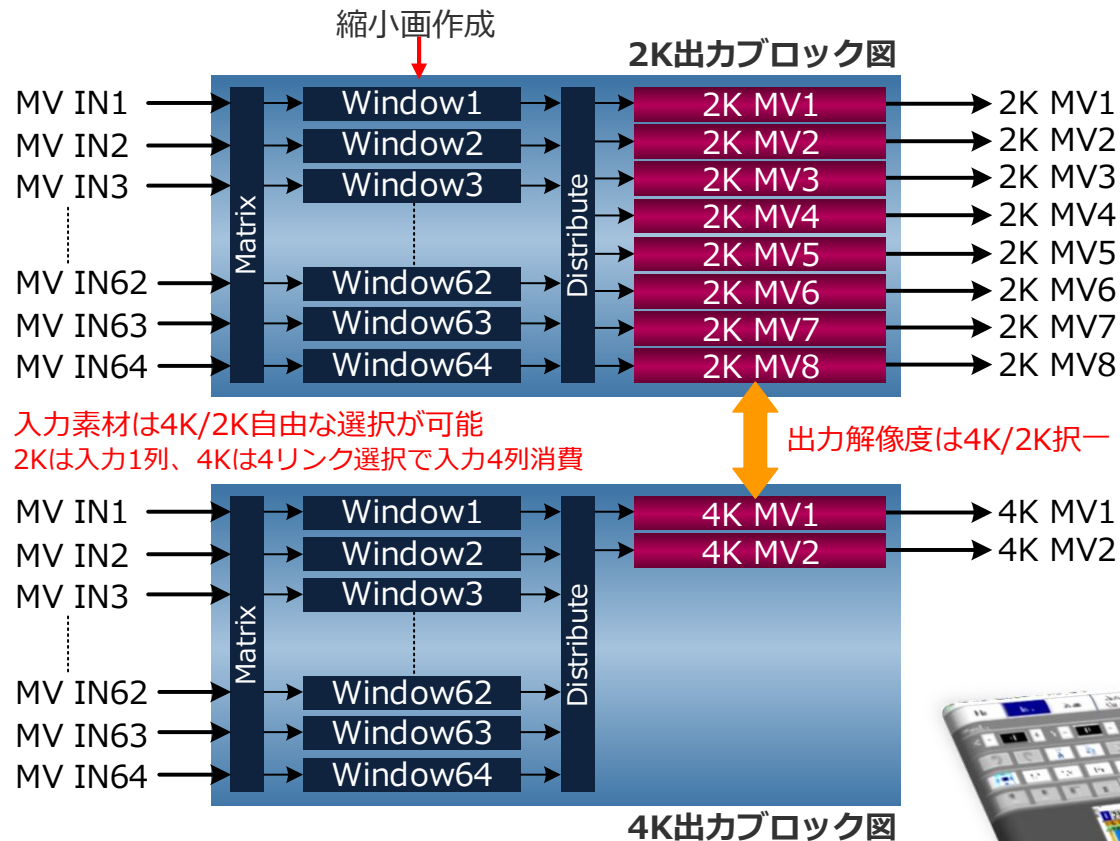 縮小画作成
2K出力ブロック図
MV IN1
MV IN2
MV IN3
MV IN62
MV IN63
MV IN64
Matrix
Window1
Window2
Window3
Window62
Window63
Window64
Distribute
2K MV1
2K MV2
2K MV3
2K MV4
2K MV5
2K MV6
2K MV7
2K MV8
2K MV1
2K MV2
2K MV3
2K MV4
2K MV5
2K MV6
2K MV7
2K MV8
入力素材は4K/2K自由な選択が可能
2Kは入力1列、4Kは4リンク選択で入力4列消費
出力解像度は4K/2K択一
MV IN1
MV IN2
MV IN3
MV IN62
MV IN63
MV IN64
Matrix
Window1
Window2
Window3
Window62
Window63
Window64
Distribute
4K MV1
4K MV2
4K MV1
4K MV2
4K出力ブロック図